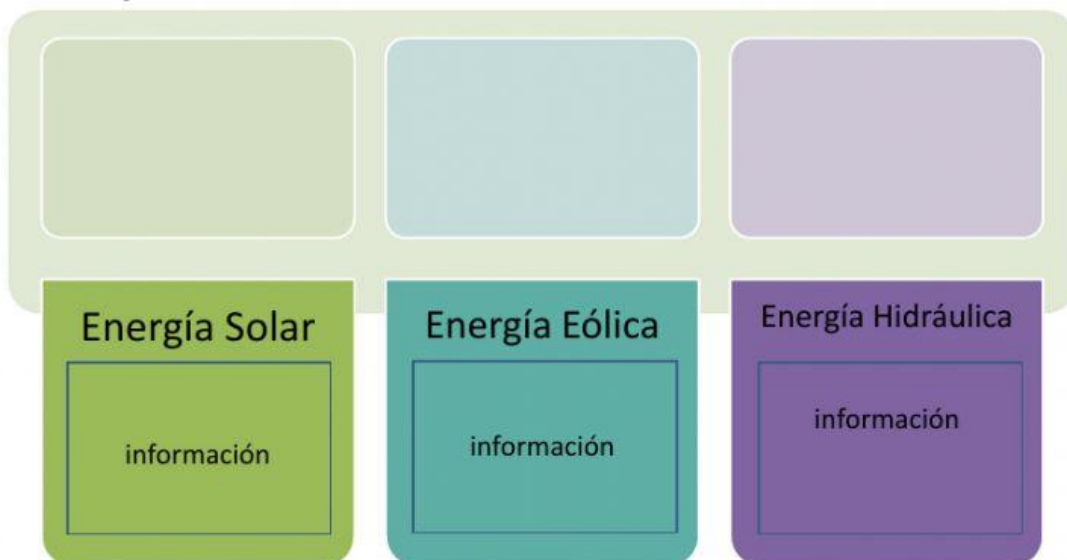 Energía Solar
Energía Eólica
Energía Hidráulica
información
información
información